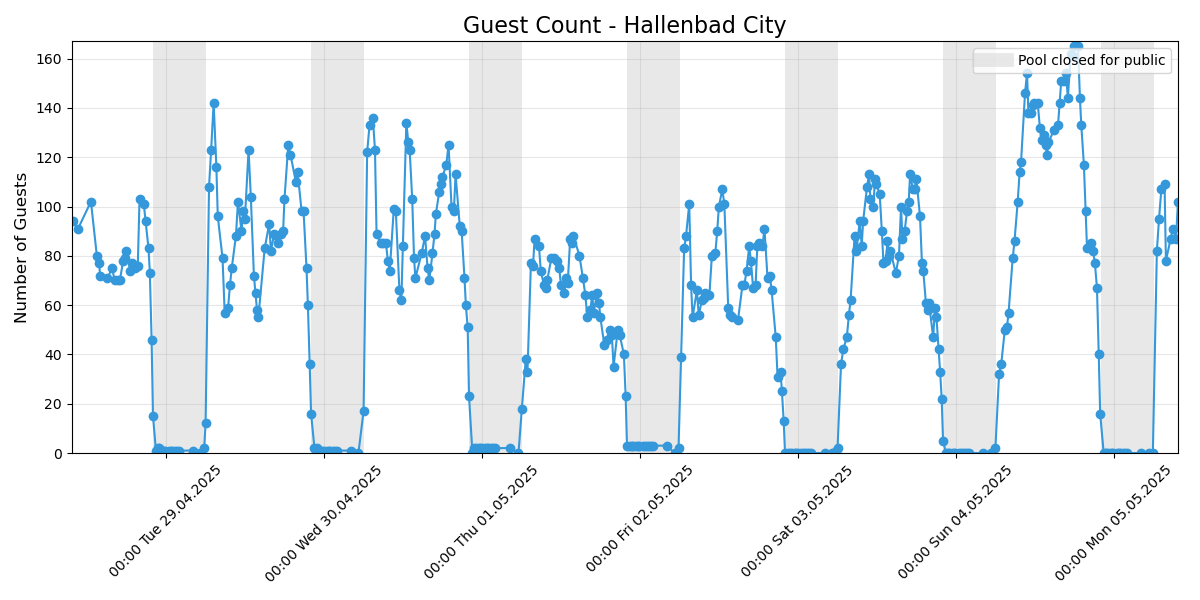 Guest Count - Hallenbad City
Pool closed for public
Number of Guests
160
140
120
100
80
60
40
20
0
00:00 Tue 29.04.2025
00:00 Wed 30.04.2025
00:00 Thu 01.05.2025
00:00 Fri 02.05.2025
00:00 Sat 03.05.2025
00:00 Sun 04.05.2025
00:00 Mon 05.05.2025